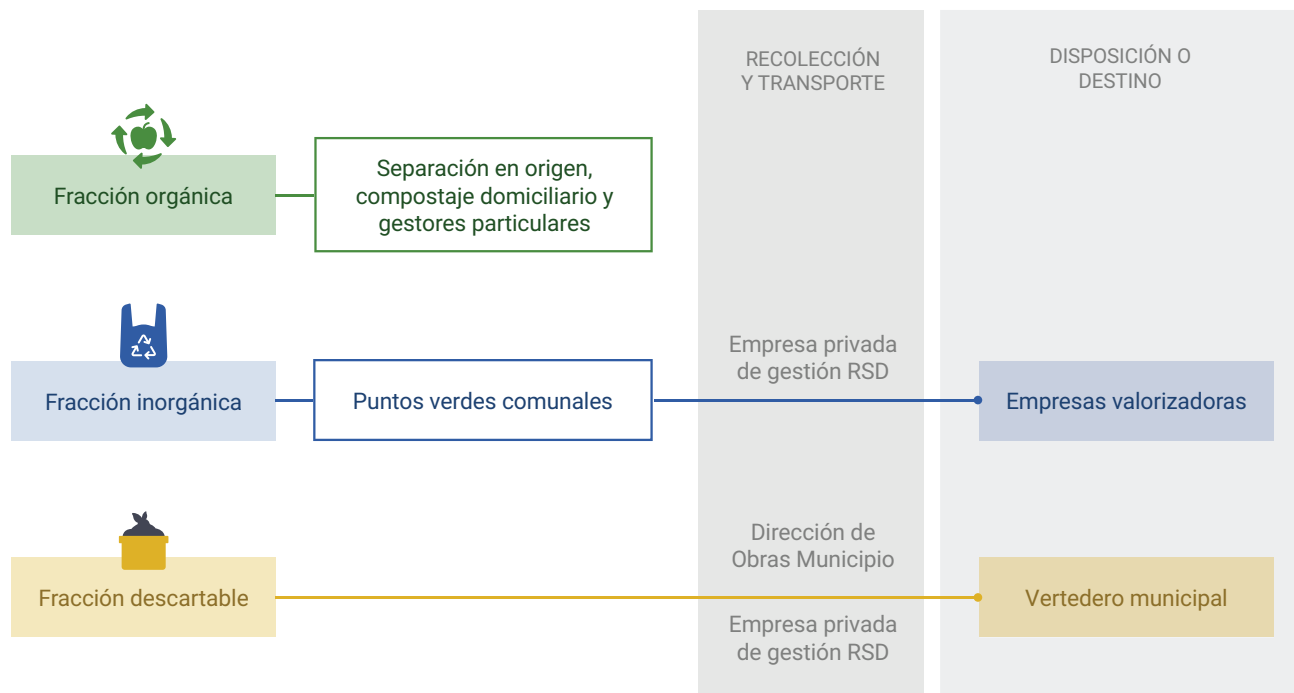 RECOLECCIÓN
Y TRANSPORTE
DISPOSICIÓN O
DESTINO
Fracción orgánica
Separación en origen,
compostaje domiciliario y
gestores particulares
Fracción inorgánica
Puntos verdes comunales
Empresa privada
de gestión RSD
Empresas valorizadoras
Fracción descartable
Dirección de
Obras Municipio
Empresa privada
de gestión RSD
Vertedero municipal